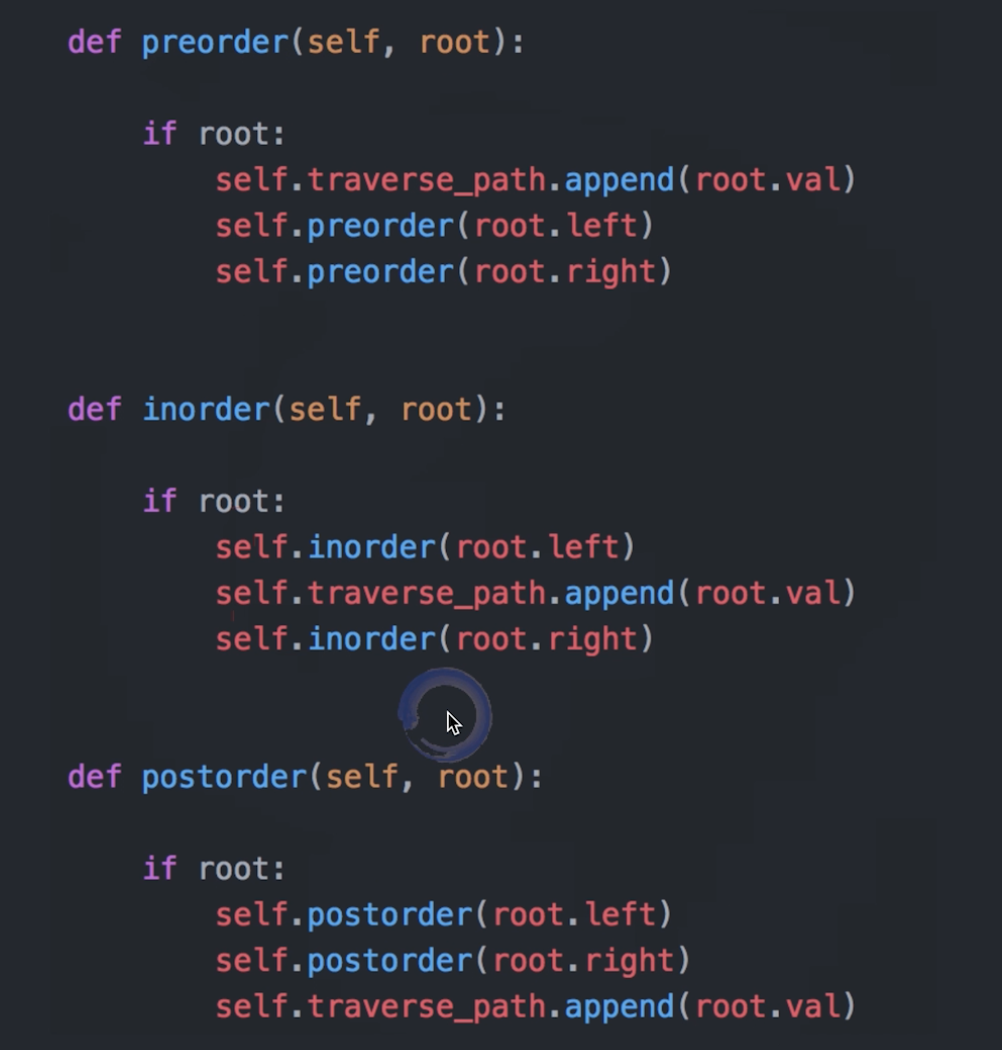 def preorder(self, root):
if root:
self.traverse_path.append(root.val)
self.preorder(root.left)
self.preorder(root.right)
def inorder(self, root):
if root:
self.inorder(root.left)
self.traverse_path.append(root.val)
self.inorder(root.right)
def postorder(self, root):
if root:
self.postorder(root.left)
self.postorder(root.right)
self.traverse_path.append(root.val)